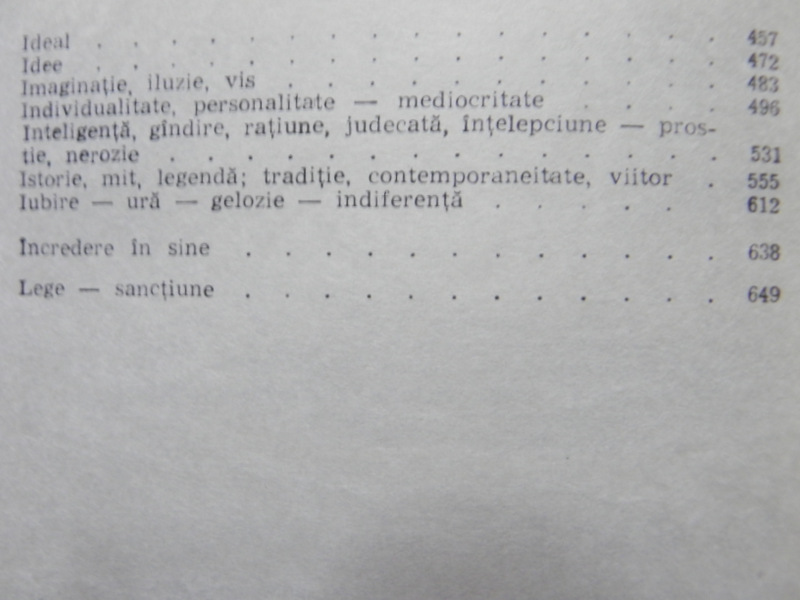 Ideal . . . . . . . . . . . . . . . . . 457
Idee . . . . . . . . . . . . . . . . . 472
Imaginație, iluzie, vis . . . . . . . . . . . . 483
Individualitate, personalitate — mediocritate . . . . 496
Inteligență, gîndire, rațiune, judecată, înțelepciune — pros-
tie, nerozie . . . . . . . . . . . . . . 531
Istorie, mit, legendă; tradiție, contemporaneitate, viitor . 555
Iubire — ură — gelozie — indiferență . . . . . 612
Incredere în sine . . . . . . . . . . . . 638
Lege — sancțiune . . . . . . . . . . . . 649